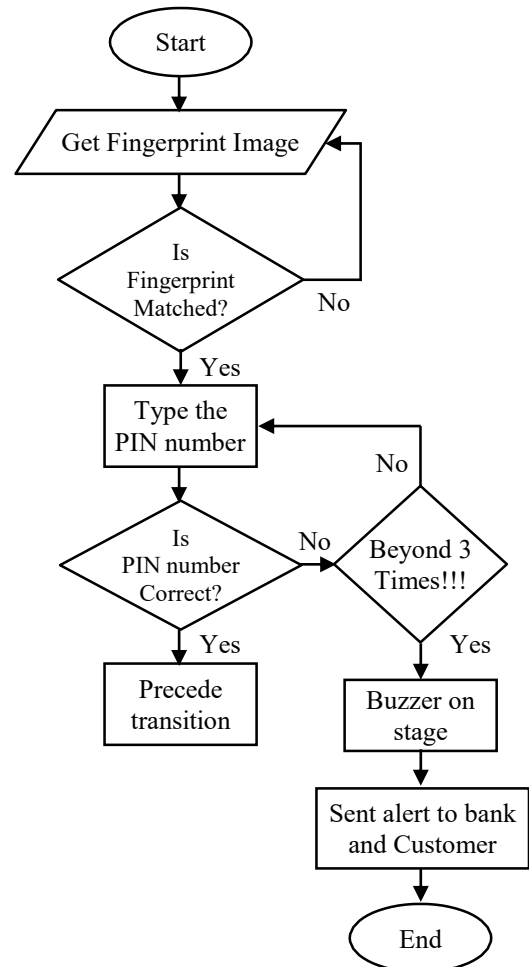 Start
Get Fingerprint Image
Is
Fingerprint
Matched?
No
Yes
Type the
PIN number
No
Is
PIN number
Correct?
No
Beyond 3
Times!!!
Yes
Yes
Precede
transition
Buzzer on
stage
Sent alert to bank
and Customer
End